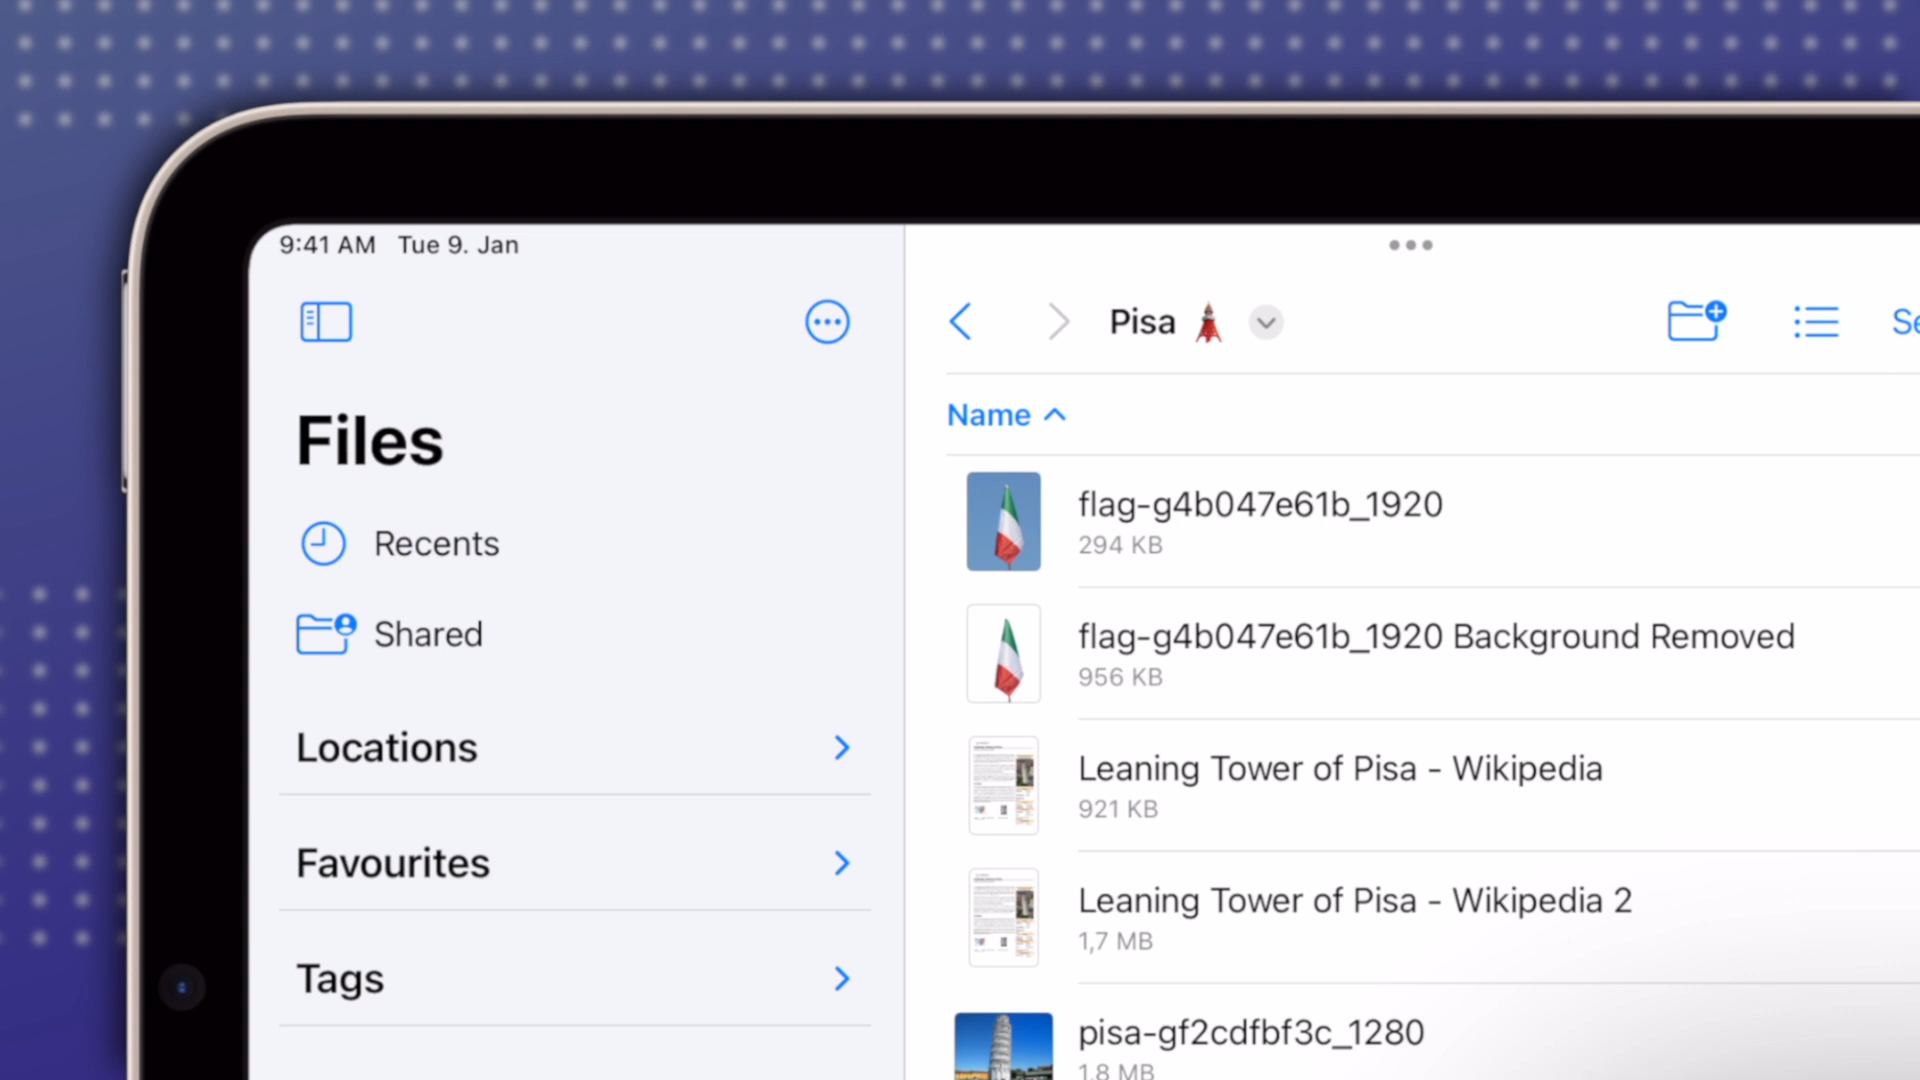 9:41 AM Tue 9. Jan
Files
Recents
Shared
Locations
Favourites
Tags
Pisa
Se
Name
flag-g4b047e61b_1920
294 KB
flag-g4b047e61b_1920 Background Removed
956 KB
Leaning Tower of Pisa - Wikipedia
921 KB
Leaning Tower of Pisa - Wikipedia 2
1,7 MB
pisa-gf2cdfbf3c_1280
1,8 MB